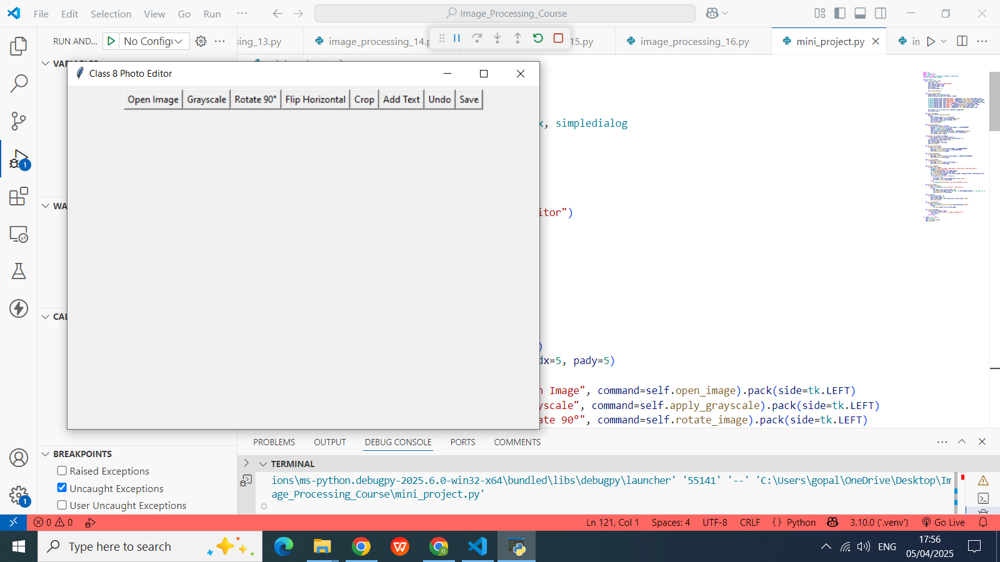 File Edit Selection View Go Run ...
Image_Processing_Course
RUN AND... No Config
sing_13.py image_processing_14.p 15.py image_processing_16.py mini_project.py in
Class 8 Photo Editor
Open Image Grayscale Rotate 90° Flip Horizontal Crop Add Text Undo Save
x, simpledialog
itor")
)
dx=5, pady=5)
n Image", command=self.open_image).pack(side=tk.LEFT)
yscale", command=self.apply_grayscale).pack(side=tk.LEFT)
ate 90°", command=self.rotate_image).pack(side=tk.LEFT)
WA
CAL
BREAKPOINTS
Raised Exceptions
Uncaught Exceptions
User Uncaught Exceptions
1
1
PROBLEMS OUTPUT DEBUG CONSOLE PORTS COMMENTS
TERMINAL
ions\ms-python.debugpy-2025.6.0-win32-x64\bundled\libs\debugpy\launcher' '55141' '--' 'C:\Users\gopal\OneDrive\Desktop\Im
age_Processing_Course\mini_project.py'
0 0 Ln 121, Col 1 Spaces: 4 UTF-8 CRLF {} Python 3.10.0 ('.venv') Go Live
Type here to search
ENG
17:56
05/04/2025